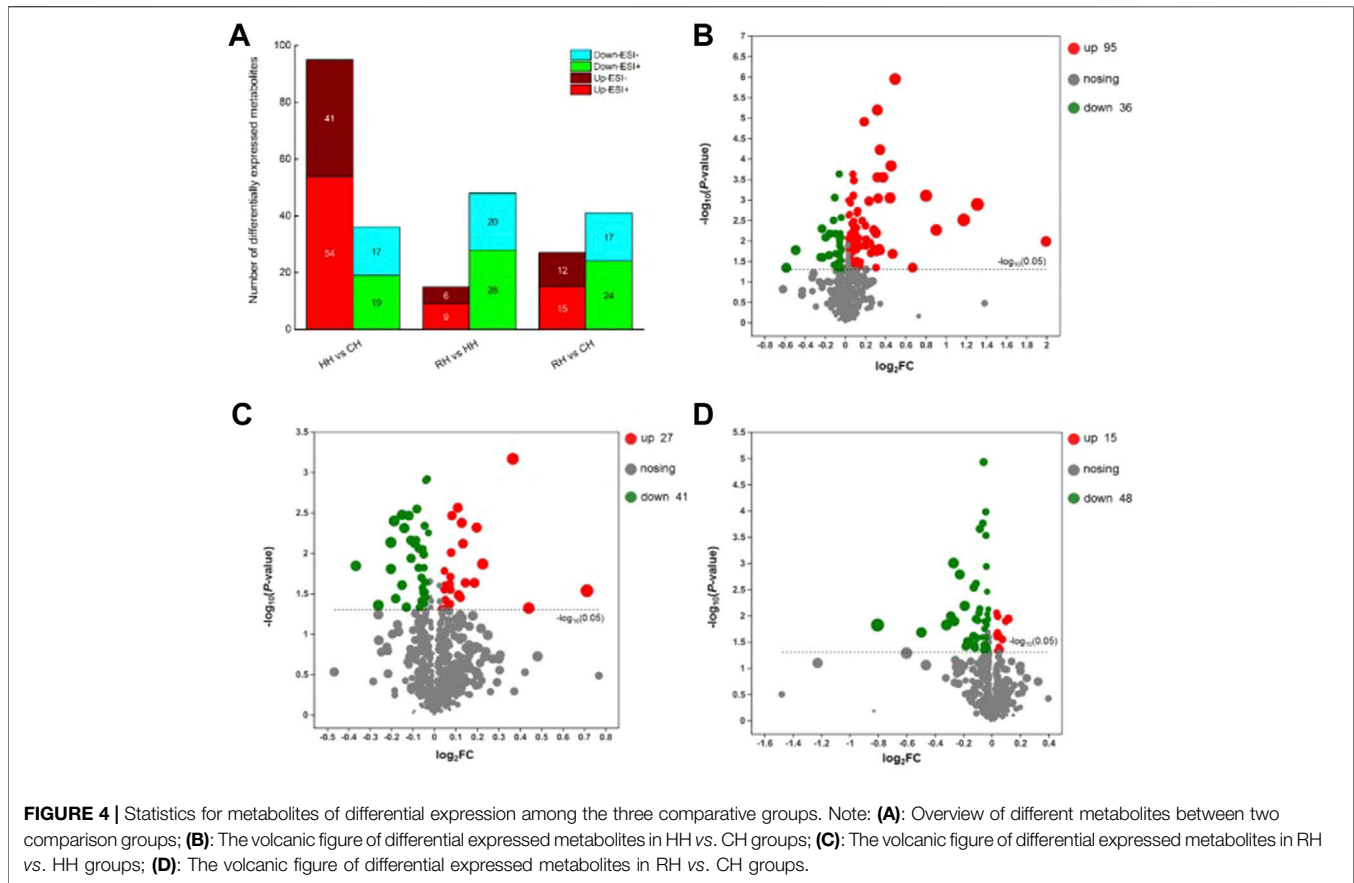 A
Number of differentially expressed metabolites
100
80
60
40
20
0
Down-ESI-
Down-ESI+
Up-ESI-
Up-ESI+
41
54
17
19
6
9
20
28
12
15
17
24
HH vs CH
RH vs HH
RH vs CH
B
-log10(P-value)
7
6
5.5
5
4.5
4
3.5
3
2.5
2
1.5
1
0.5
0
-log10(0.05)
-0.8 -0.6 -0.4 -0.2 0 0.2 0.4 0.6 0.8 1 1.2 1.4 1.6 1.8 2
log2FC
up 95
nosing
down 36
C
-log10(P-value)
3.5
3
2.5
2
1.5
1
0.5
0
-log10(0.05)
-0.5 -0.4 -0.3 -0.2 -0.1 0 0.1 0.2 0.3 0.4 0.5 0.6 0.7 0.8
log2FC
up 27
nosing
down 41
D
-log10(P-value)
5.5
5
4.5
4
3.5
3
2.5
2
1.5
1
0.5
0
-log10(0.05)
-1.6 -1.4 -1.2 -1 -0.8 -0.6 -0.4 -0.2 0 0.2 0.4
log2FC
up 15
nosing
down 48
FIGURE 4 | Statistics for metabolites of differential expression among the three comparative groups. Note: (A): Overview of different metabolites between two
comparison groups; (B): The volcanic figure of differential expressed metabolites in HH vs. CH groups; (C): The volcanic figure of differential expressed metabolites in RH
vs. HH groups; (D): The volcanic figure of differential expressed metabolites in RH vs. CH groups.